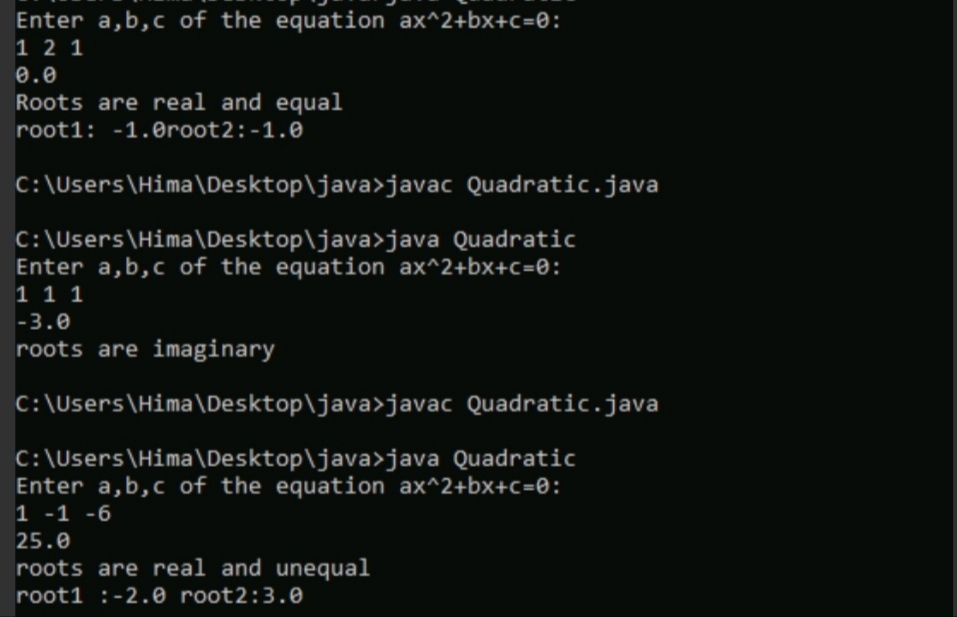 Enter a,b,c of the equation ax^2+bx+c=0:
1 2 1
0.0
Roots are real and equal
root1: -1.0root2:-1.0
C:\Users\Hima\Desktop\java>javac Quadratic.java
C:\Users\Hima\Desktop\java>java Quadratic
Enter a,b,c of the equation ax^2+bx+c=0:
1 1 1
-3.0
roots are imaginary
C:\Users\Hima\Desktop\java>javac Quadratic.java
C:\Users\Hima\Desktop\java>java Quadratic
Enter a,b,c of the equation ax^2+bx+c=0:
1 -1 -6
25.0
roots are real and unequal
root1 :-2.0 root2:3.0